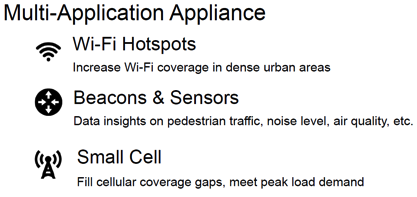 Multi-Application Appliance
Wi-Fi Hotspots
Increase Wi-Fi coverage in dense urban areas
Beacons & Sensors
Data insights on pedestrian traffic, noise level, air quality, etc.
Small Cell
Fill cellular coverage gaps, meet peak load demand